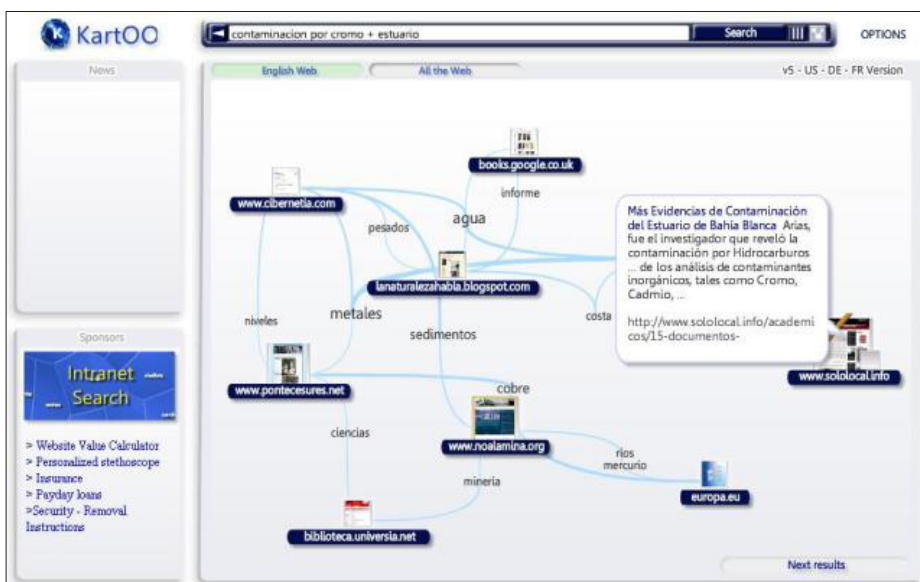 KartOO
contaminacion por cromo + estuario
Search
OPTIONS
News
English Web
All the Web
v5 - US - DE - FR Version
books.google.co.uk
www.cibernetia.com
informe
agua
pesados
Más Evidencias de Contaminación
del Estuario de Bahía Blanca Arias,
fue el investigador que reveló la
contaminación por Hidrocarburos
... de los análisis de contaminantes
inorgánicos, tales como Cromo,
Cadmio, ...
http://www.sololocal.info/academi
cos/15-documentos-
lanaturalezahabla.blogspot.com
metales
costa
niveles
sedimentos
www.sololocal.info
Sponsors
Intranet
Search
www.pontecesures.net
cobre
ciencias
www.noalamina.org
rios
mercurio
mineria
europa.eu
biblioteca.universia.net
> Website Value Calculator
> Personalized stethoscope
> Insurance
> Payday loans
>Security - Removal
Instructions
Next results